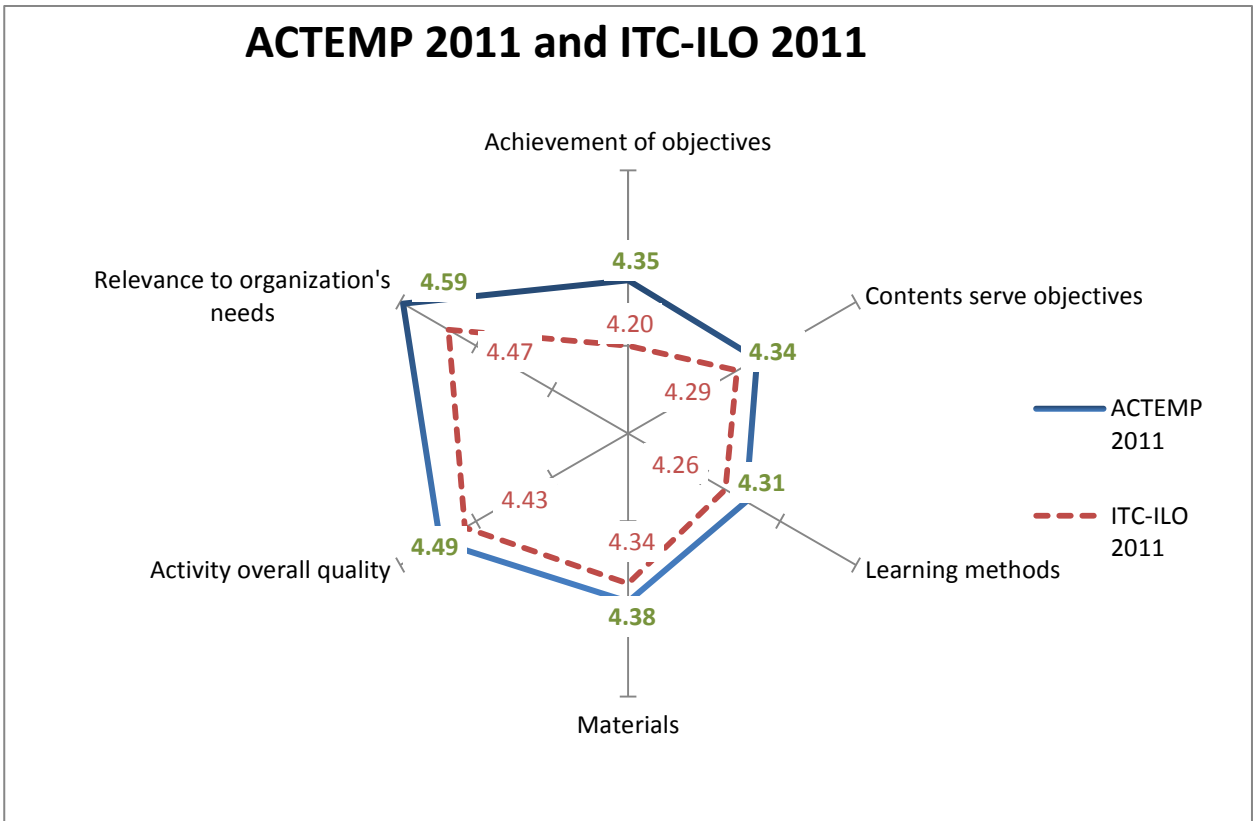 ACTEMP 2011 and ITC-ILO 2011
Achievement of objectives
4.35
4.20
Contents serve objectives
4.34
4.29
Learning methods
4.31
4.26
Materials
4.38
4.34
Activity overall quality
4.49
4.43
Relevance to organization's
needs
4.59
4.47
ACTEMP
2011
ITC-ILO
2011